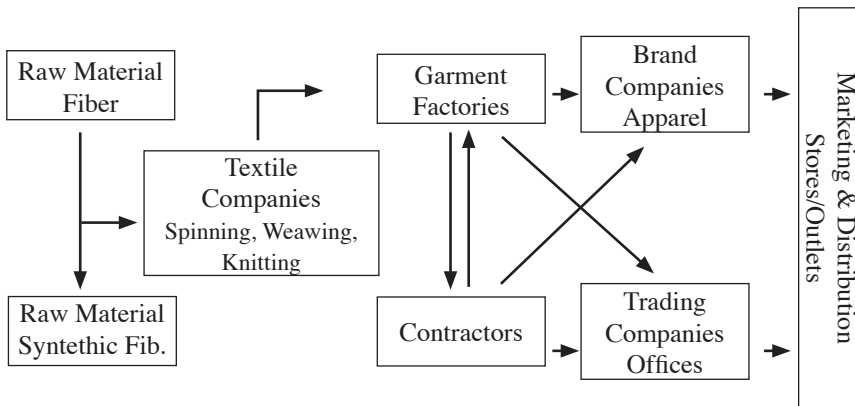 Raw Material
Fiber
Textile
Companies
Spinning, Weawing,
Knitting
Raw Material
Syntethic Fib.
Garment
Factories
Contractors
Brand
Companies
Apparel
Trading
Companies
Offices
Marketing & Distribution
Stores/Outlets